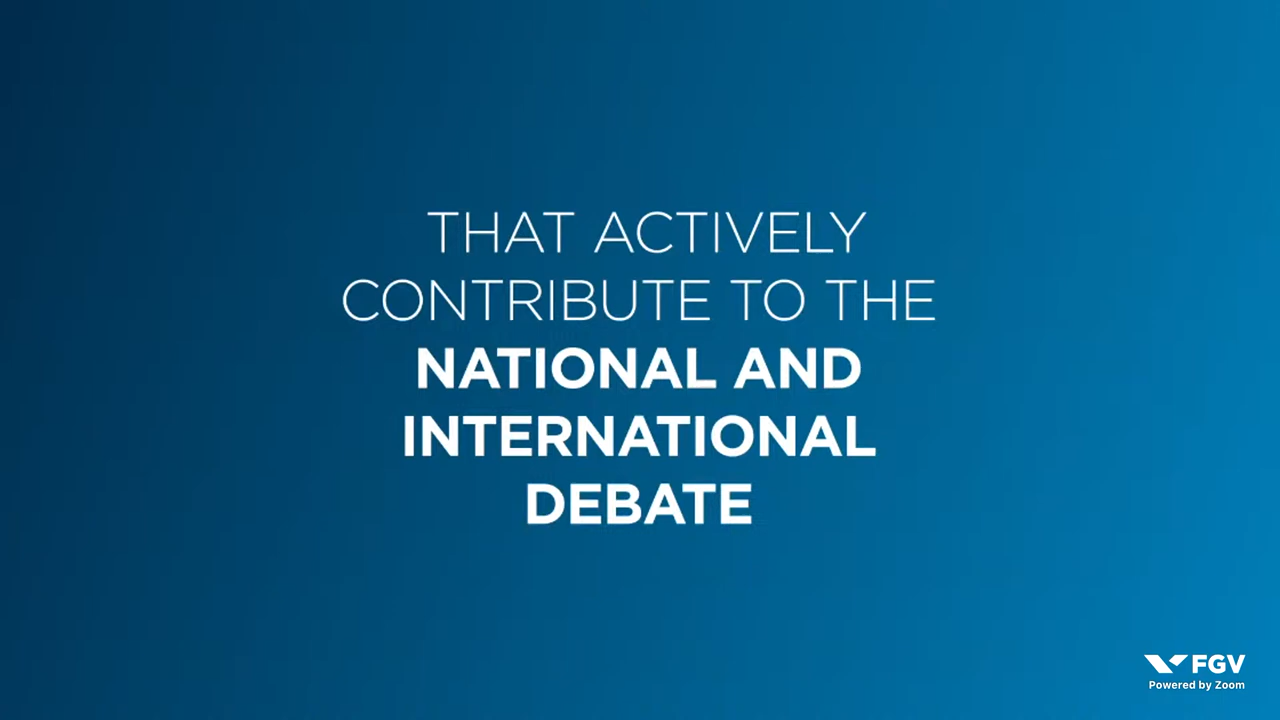 THAT ACTIVELY
CONTRIBUTE TO THE
NATIONAL AND
INTERNATIONAL
DEBATE
FGV
Powered by Zoom